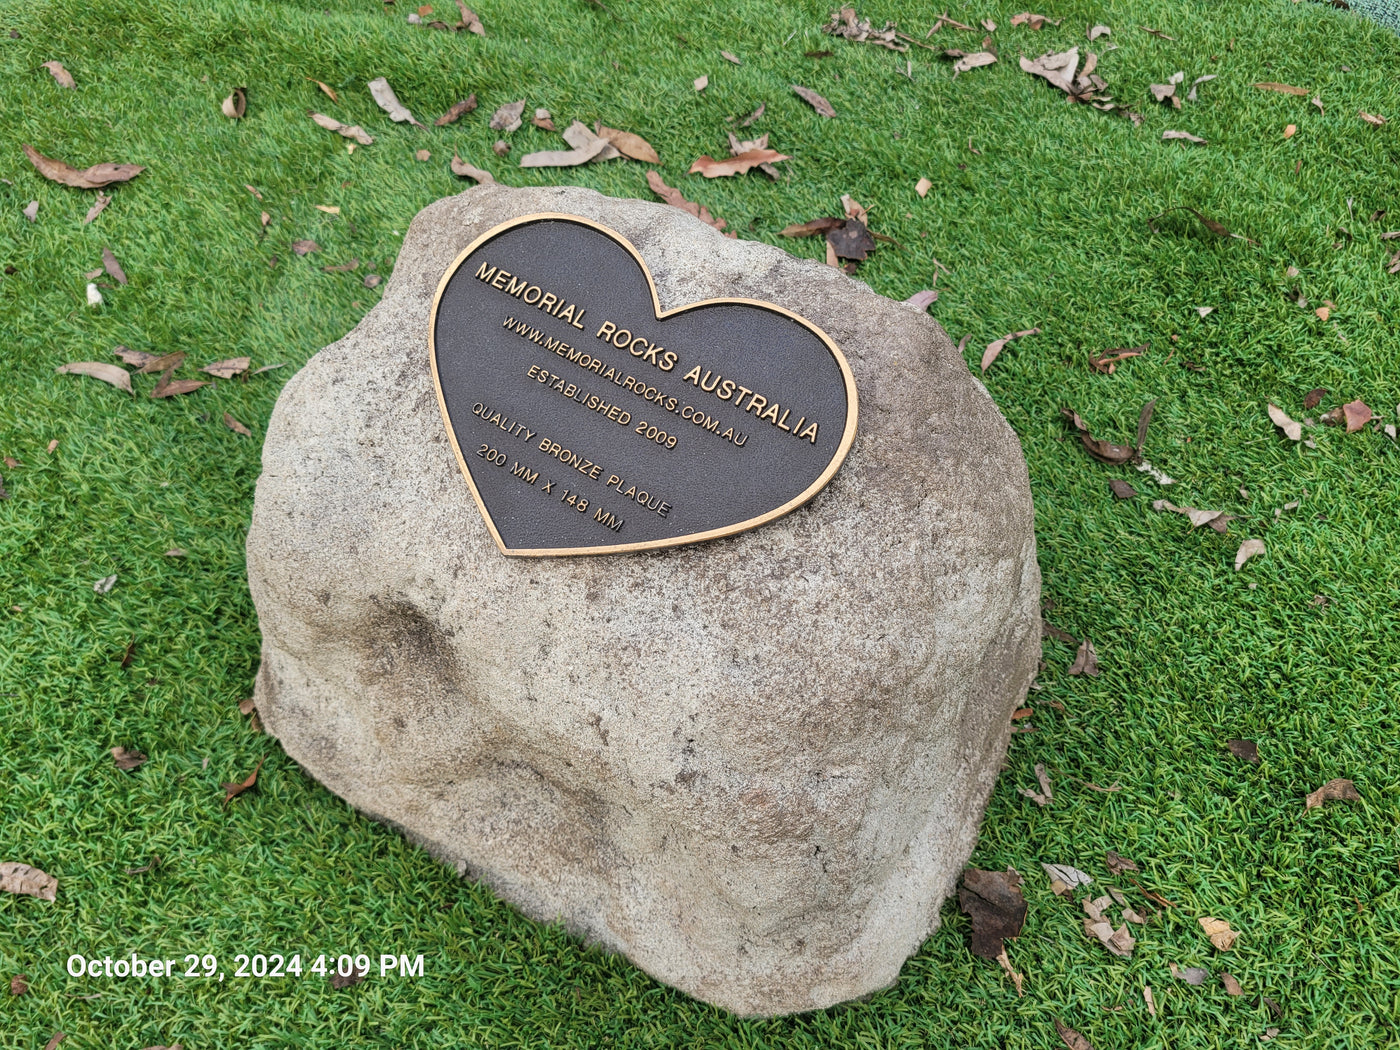 MEMORIAL ROCKS AUSTRALIA
WWW.MEMORIALROCKS.COM.AU
ESTABLISHED 2009
QUALITY BRONZE PLAQUE
200 MM X 148 MM
October 29, 2024 4:09 PM